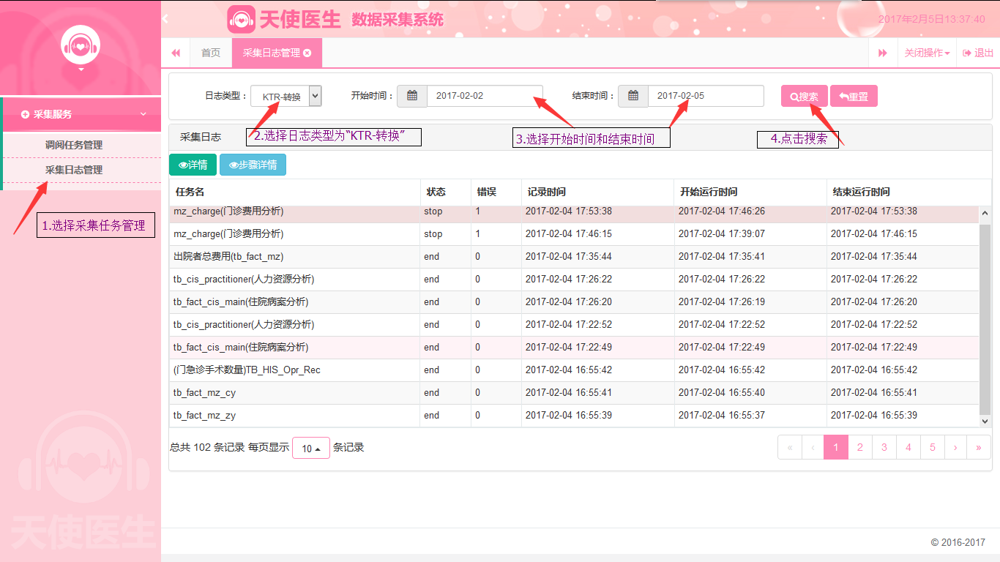 天使医生 数据采集系统
2017年2月5日13:37:40
首页 采集日志管理 关闭操作 退出
采集服务
调阅任务管理
采集日志管理
1.选择采集任务管理
日志类型： KTR-转换 开始时间： 2017-02-02 结束时间： 2017-02-05 搜索 重置
采集日志 2.选择日志类型为“KTR-转换” 3.选择开始时间和结束时间 4.点击搜索
详情 步骤详情
任务名 状态 错误 记录时间 开始运行时间 结束运行时间
mz_charge(门诊费用分析) stop 1 2017-02-04 17:53:38 2017-02-04 17:46:26 2017-02-04 17:53:38
mz_charge(门诊费用分析) stop 1 2017-02-04 17:46:15 2017-02-04 17:39:07 2017-02-04 17:46:15
出院者总费用(tb_fact_mz) end 0 2017-02-04 17:35:44 2017-02-04 17:35:41 2017-02-04 17:35:44
tb_cis_practitioner(人力资源分析) end 0 2017-02-04 17:26:22 2017-02-04 17:26:22 2017-02-04 17:26:22
tb_fact_cis_main(住院病案分析) end 0 2017-02-04 17:26:20 2017-02-04 17:26:19 2017-02-04 17:26:20
tb_cis_practitioner(人力资源分析) end 0 2017-02-04 17:22:52 2017-02-04 17:22:52 2017-02-04 17:22:52
tb_fact_cis_main(住院病案分析) end 0 2017-02-04 17:22:49 2017-02-04 17:22:49 2017-02-04 17:22:49
(门急诊手术数量)TB_HIS_Opr_Rec end 0 2017-02-04 16:55:42 2017-02-04 16:55:42 2017-02-04 16:55:42
tb_fact_mz_cy end 0 2017-02-04 16:55:41 2017-02-04 16:55:40 2017-02-04 16:55:41
tb_fact_mz_zy end 0 2017-02-04 16:55:39 2017-02-04 16:55:37 2017-02-04 16:55:39
总共 102 条记录 每页显示 10 条记录 « ‹ 1 2 3 4 5 › »
天使医生
© 2016-2017